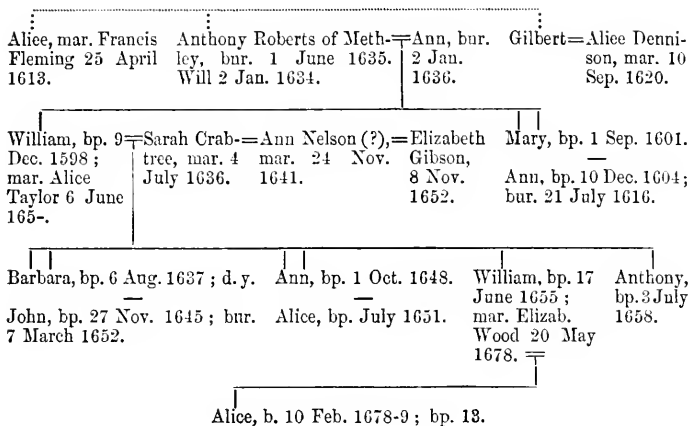 Alice, mar. Francis
Fleming 25 April
1613.
Anthony Roberts of Meth-
ley, bur. 1 June 1635.
Will 2 Jan. 1634.
Ann, bur.
2 Jan.
1636.
Gilbert=Alice Denni-
son, mar. 10
Sep. 1620.
William, bp. 9
Dec. 1598 ;
mar. Alice
Taylor 6 June
165-.
Sarah Crab-
tree, mar. 4
July 1636.
Ann Nelson (?),
mar. 24 Nov.
1641.
Elizabeth
Gibson,
8 Nov.
1652.
Mary, bp. 1 Sep. 1601.
—
Ann, bp. 10 Dec. 1604 ;
bur. 21 July 1616.
Barbara, bp. 6 Aug. 1637 ; d. y.
—
John, bp. 27 Nov. 1645 ; bur.
7 March 1652.
Ann, bp. 1 Oct. 1648.
—
Alice, bp. July 1651.
William, bp. 17
June 1655 ;
mar. Elizab.
Wood 20 May
1678.
Anthony,
bp. 3 July
1658.
Alice, b. 10 Feb. 1678-9 ; bp. 13.